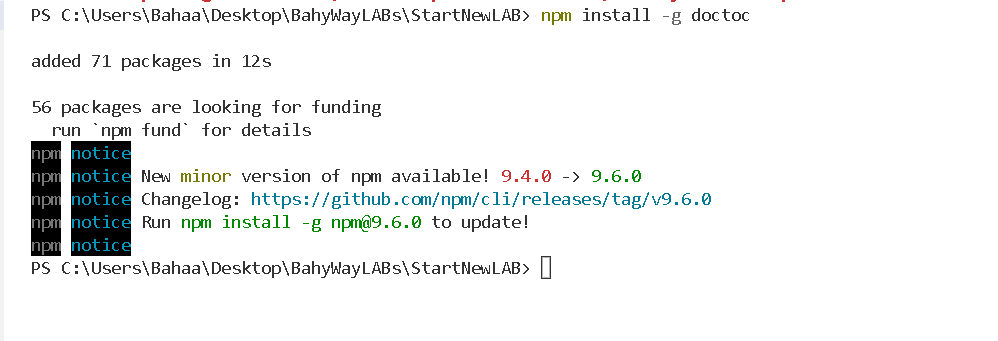 PS C:\Users\Bahaa\Desktop\BahyWayLABs\StartNewLAB> npm install -g doctoc
added 71 packages in 12s
56 packages are looking for funding
  run `npm fund` for details
npm notice
npm notice New minor version of npm available! 9.4.0 -> 9.6.0
npm notice Changelog: https://github.com/npm/cli/releases/tag/v9.6.0
npm notice Run npm install -g npm@9.6.0 to update!
npm notice
PS C:\Users\Bahaa\Desktop\BahyWayLABs\StartNewLAB>